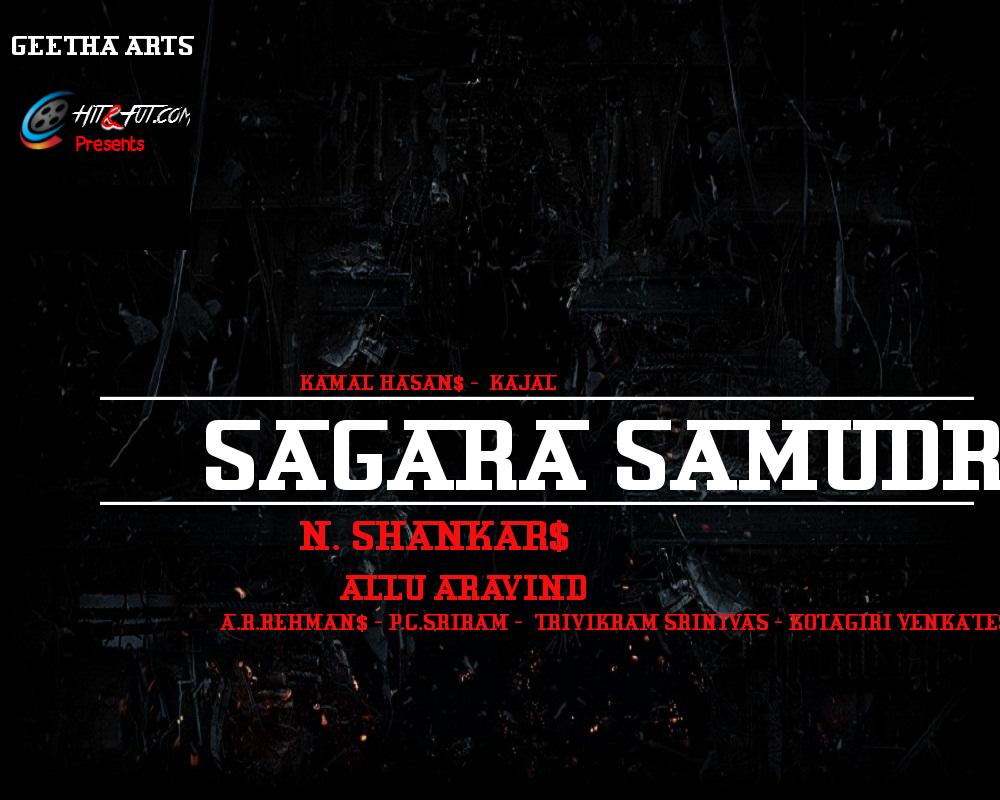 GEETHA ARTS
HIT&FUT.COM
Presents
KAMAL HASAN$ - KAJAL
SAGARA SAMUDR
N. SHANKAR$
ALLU ARAVIND
A.R.REHMAN$ - P.C.SRIRAM - TRIVIKRAM SRINIVAS - KOTAGIRI VENKATES